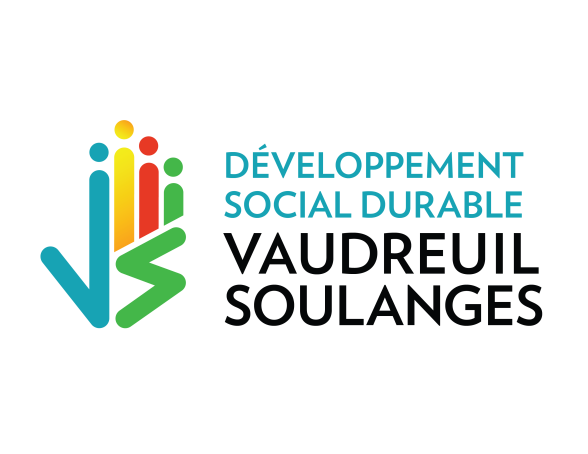 DÉVELOPPEMENT
SOCIAL DURABLE
VAUDREUIL
SOULANGES